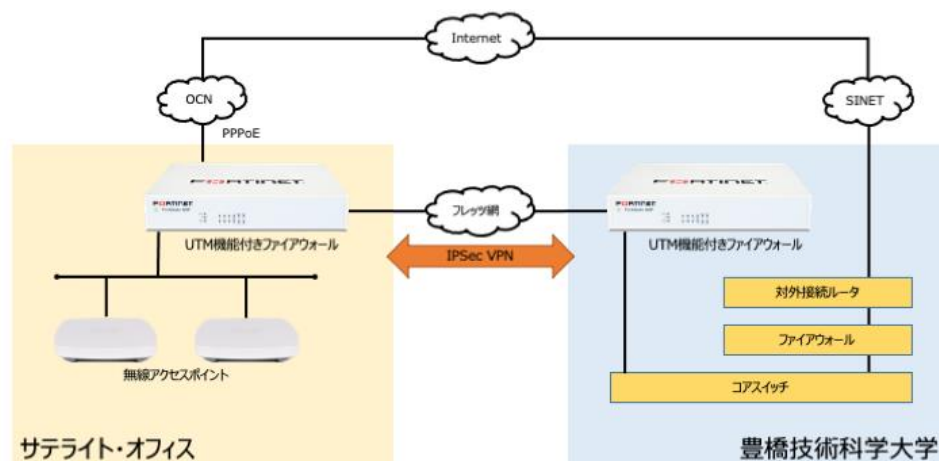 Internet
OCN
SINET
PPPoE
FORTINET
FORTINET
FORTINET
FORTINET
フレッツ網
UTM機能付きファイアウォール
UTM機能付きファイアウォール
IPSec VPN
対外接続ルータ
ファイアウォール
無線アクセスポイント
コアスイッチ
サテライト・オフィス
豊橋技術科学大学